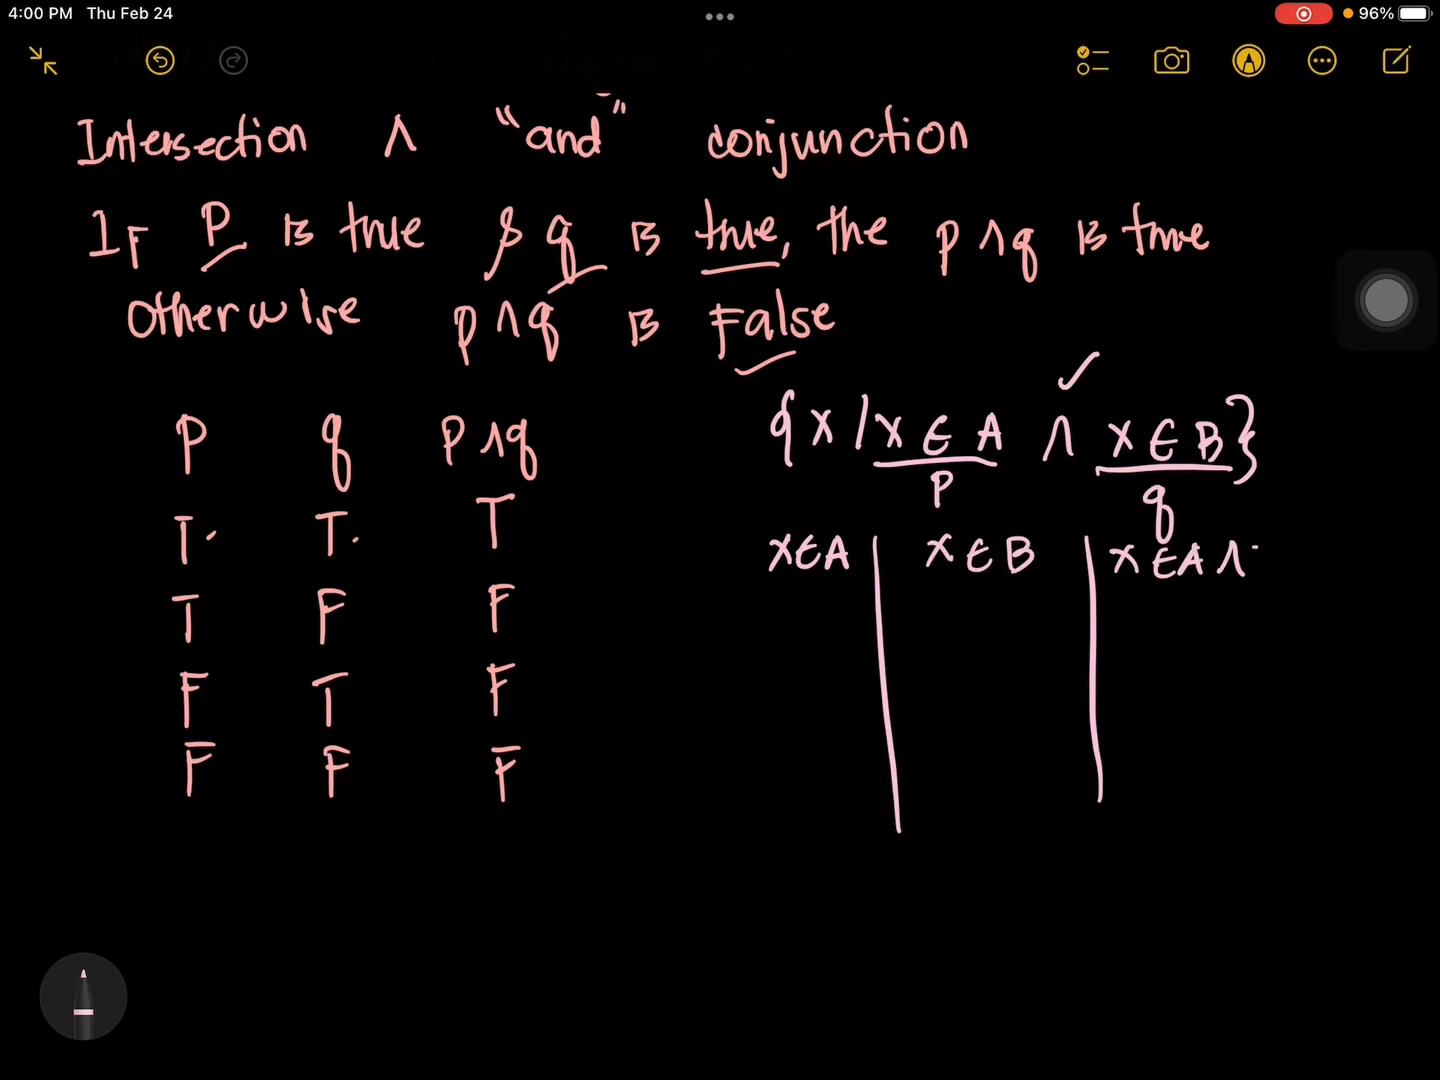 4:00 PM Thu Feb 24
96%
Intersection ∧ "and" conjunction
IF P is true & q is true, the p ∧ q is true
Otherwise p ∧ q is False
P q P ∧ q
T T T
T F F
F T F
F F F
{x / x ∈ A ∧ x ∈ B}
P q
x ∈ A x ∈ B x ∈ A ∧